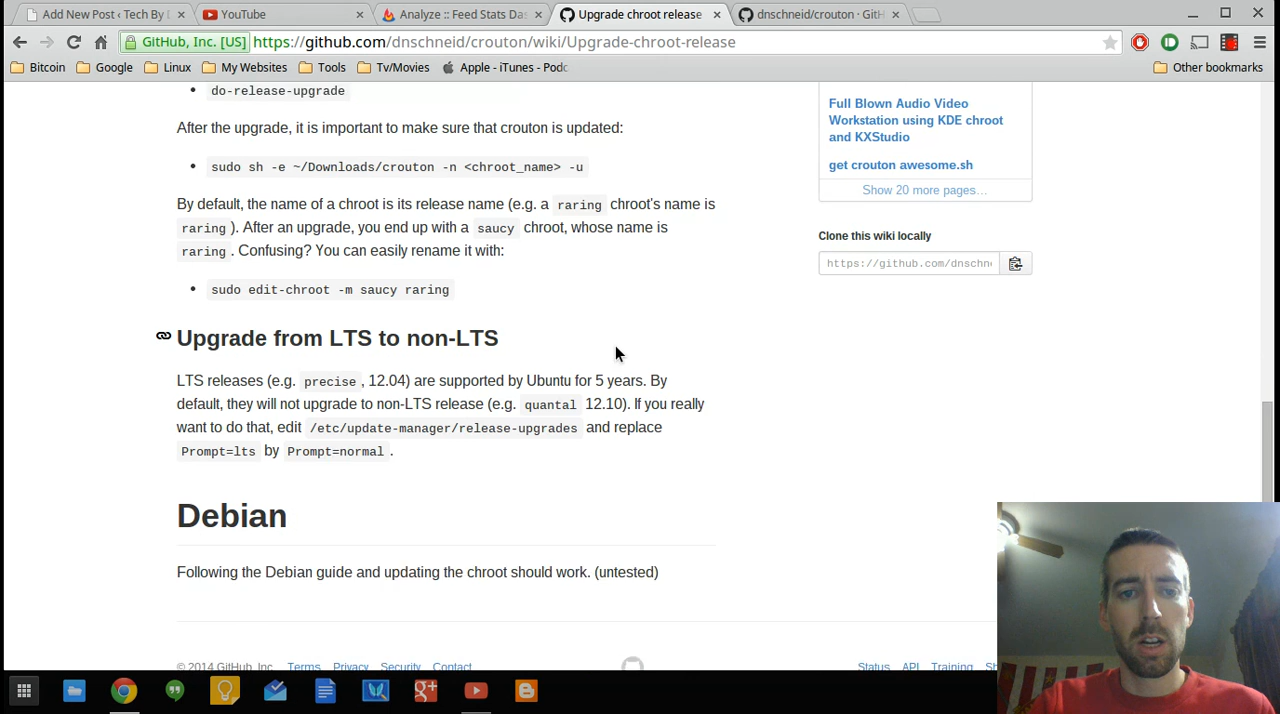 Add New Post ‹ Tech By
YouTube
Analyze :: Feed Stats Das
Upgrade chroot release
dnschneid/crouton · GitH
GitHub, Inc. [US]
https://github.com/dnschneid/crouton/wiki/Upgrade-chroot-release
Bitcoin
Google
Linux
My Websites
Tools
Tv/Movies
Apple - iTunes - Podc
Other bookmarks
do-release-upgrade
After the upgrade, it is important to make sure that crouton is updated:
sudo sh -e ~/Downloads/crouton -n <chroot_name> -u
By default, the name of a chroot is its release name (e.g. a raring chroot's name is
raring ). After an upgrade, you end up with a saucy chroot, whose name is
raring . Confusing? You can easily rename it with:
sudo edit-chroot -m saucy raring
Upgrade from LTS to non-LTS
LTS releases (e.g. precise , 12.04) are supported by Ubuntu for 5 years. By
default, they will not upgrade to non-LTS release (e.g. quantal 12.10). If you really
want to do that, edit /etc/update-manager/release-upgrades and replace
Prompt=lts by Prompt=normal .
Debian
Following the Debian guide and updating the chroot should work. (untested)
Full Blown Audio Video
Workstation using KDE chroot
and KXStudio
get crouton awesome.sh
Show 20 more pages…
Clone this wiki locally
https://github.com/dnschne
© 2014 GitHub, Inc.
Terms
Privacy
Security
Contact
Status
API
Training